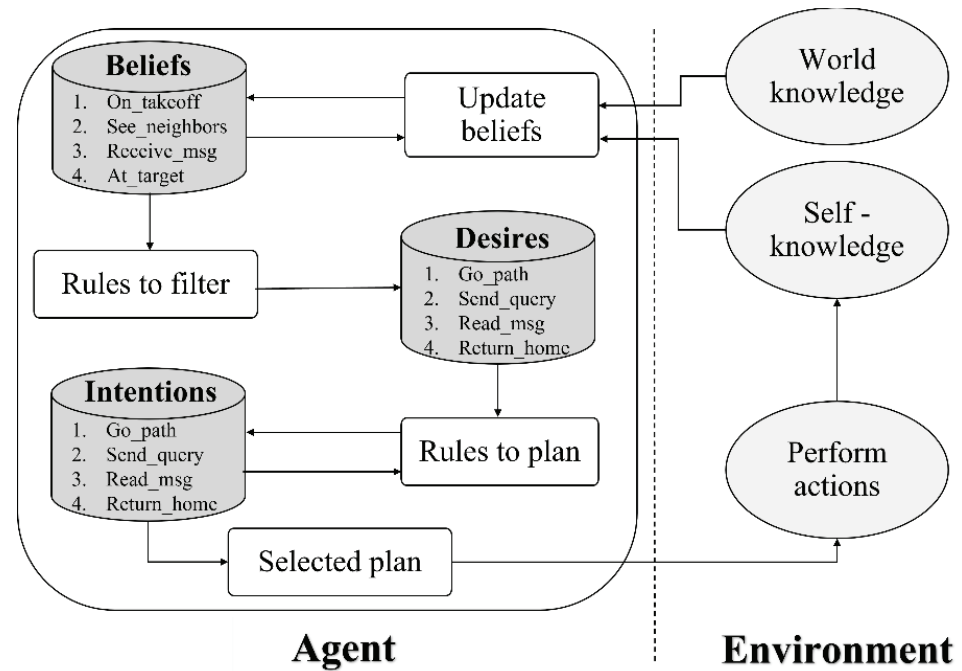 Beliefs
1. On_takeoff
2. See_neighbors
3. Receive_msg
4. At_target
Update
beliefs
World
knowledge
Self -
knowledge
Rules to filter
Desires
1. Go_path
2. Send_query
3. Read_msg
4. Return_home
Intentions
1. Go_path
2. Send_query
3. Read_msg
4. Return_home
Rules to plan
Perform
actions
Selected plan
Agent
Environment